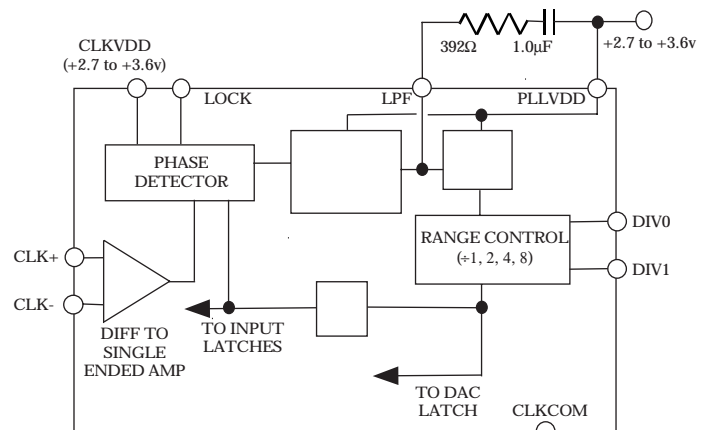 392Ω
1.0μF
+2.7 to +3.6v
CLKVDD
(+2.7 to +3.6v)
LOCK
LPF
PLLVDD
PHASE
DETECTOR
RANGE CONTROL
(÷1, 2, 4, 8)
DIV0
DIV1
CLK+
CLK-
DIFF TO
SINGLE
ENDED AMP
TO INPUT
LATCHES
TO DAC
LATCH
CLKCOM